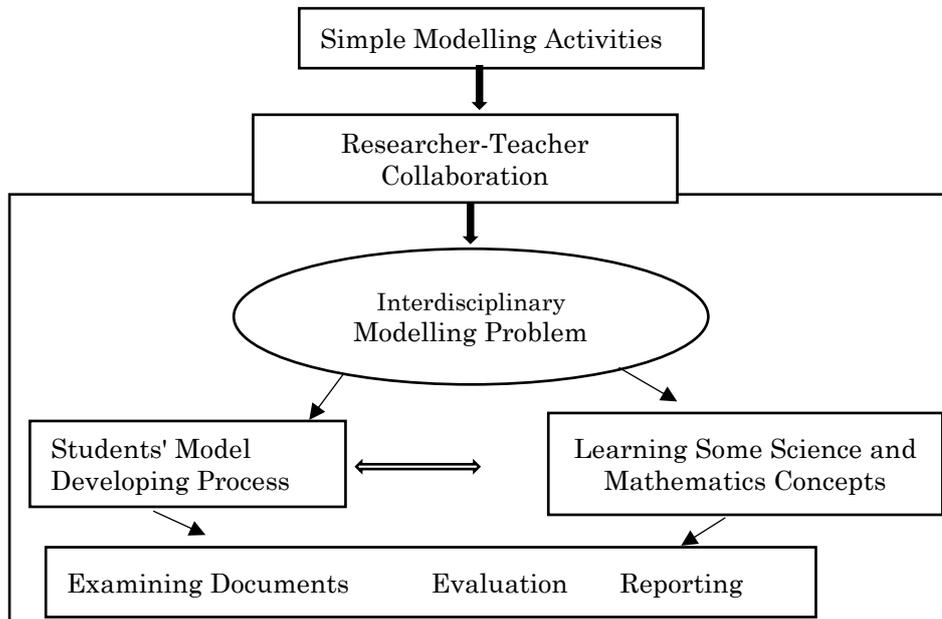 Simple Modelling Activities
Researcher-Teacher
Collaboration
Interdisciplinary
Modelling Problem
Students' Model
Developing Process
Learning Some Science and
Mathematics Concepts
Examining Documents Evaluation Reporting